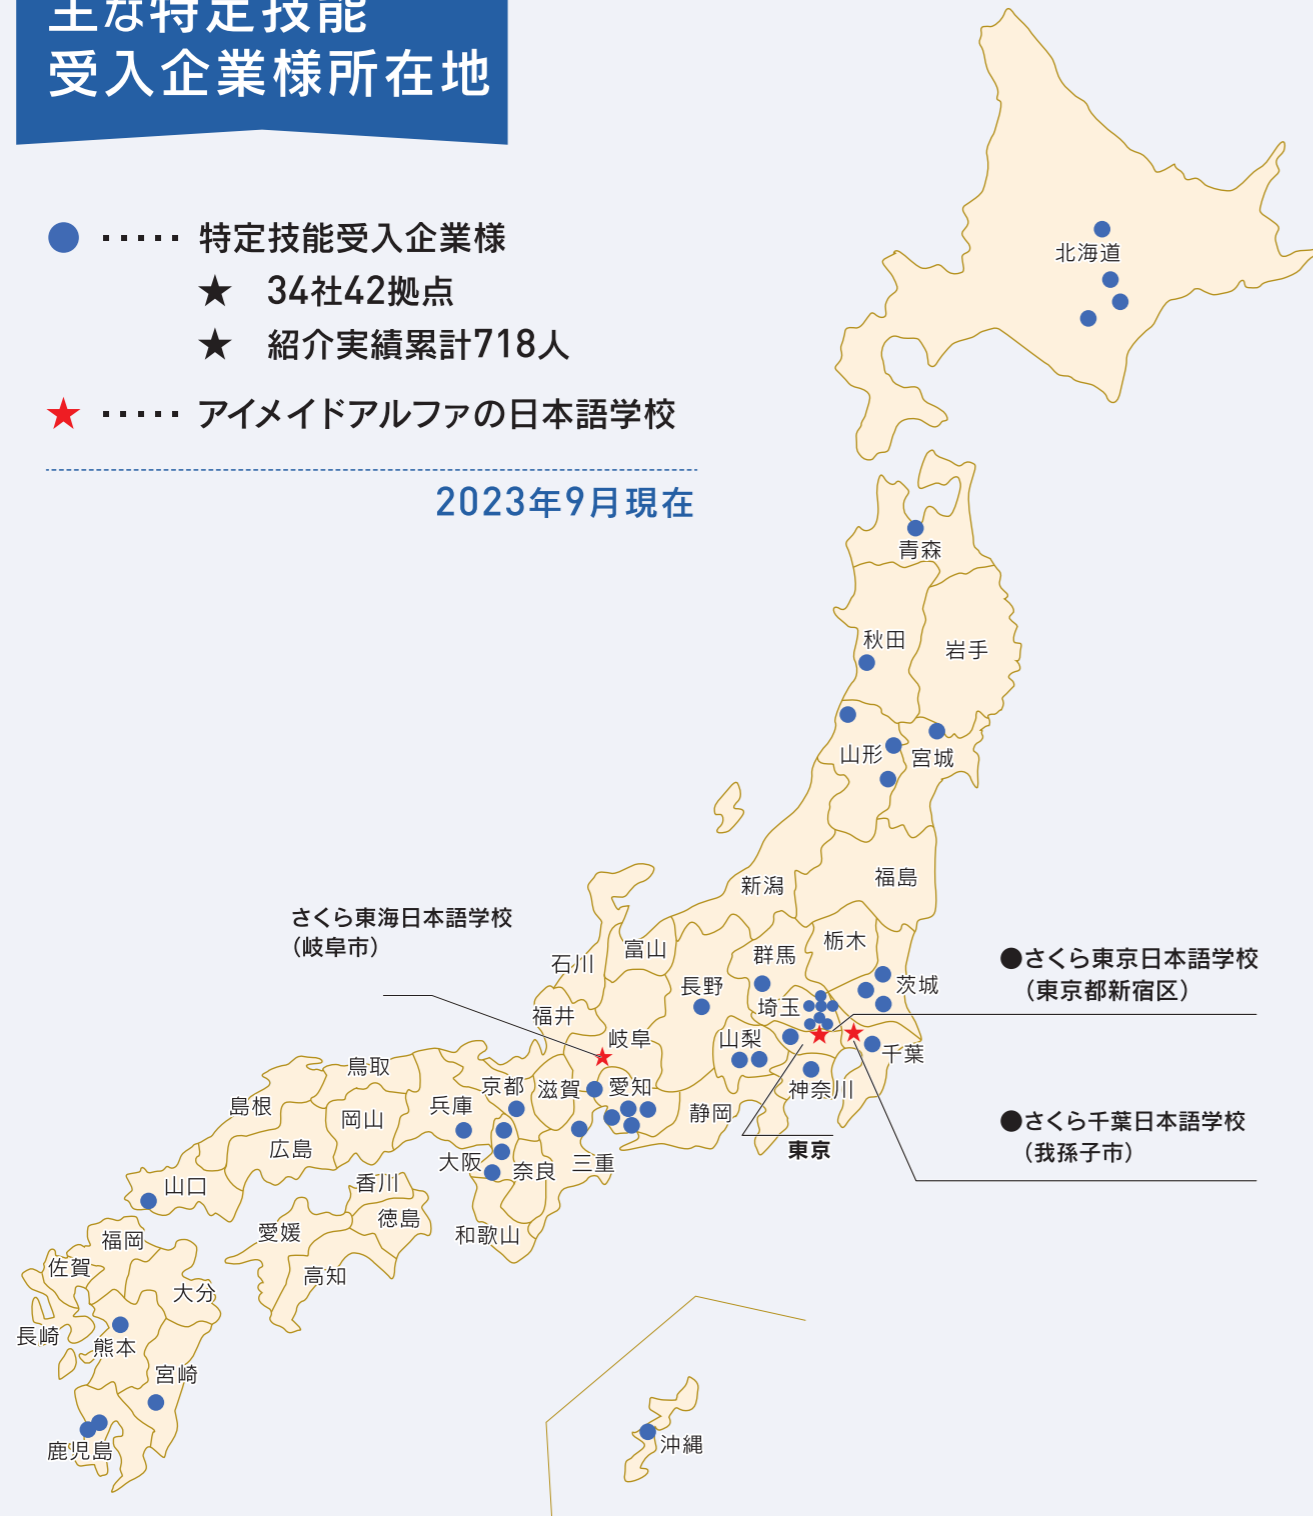 主な特定技能
受入企業様所在地
●‥‥‥特定技能受入企業様
★ 34社42拠点
★ 紹介実績累計718人
★‥‥‥アイメイドアルファの日本語学校
2023年9月現在
北海道
青森
秋田
岩手
山形
宮城
新潟
福島
さくら東海日本語学校
（岐阜市）
石川
富山
群馬
栃木
●さくら東京日本語学校
（東京都新宿区）
長野
茨城
福井
埼玉
岐阜
山梨
千葉
鳥取
京都
滋賀
愛知
神奈川
島根
兵庫
静岡
岡山
●さくら千葉日本語学校
（我孫子市）
広島
東京
大阪
奈良
三重
山口
香川
徳島
愛媛
和歌山
福岡
佐賀
高知
大分
長崎
熊本
宮崎
鹿児島
沖縄